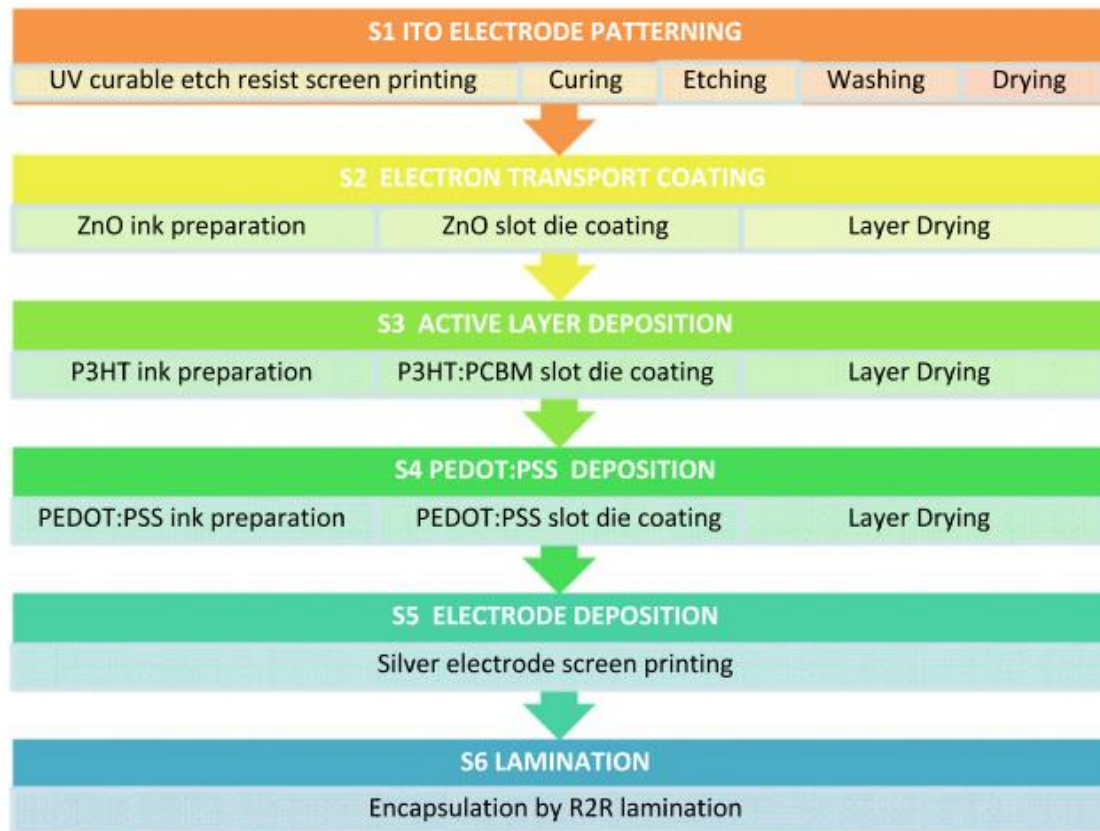 S1 ITO ELECTRODE PATTERNING
UV curable etch resist screen printing Curing Etching Washing Drying
S2 ELECTRON TRANSPORT COATING
ZnO ink preparation ZnO slot die coating Layer Drying
S3 ACTIVE LAYER DEPOSITION
P3HT ink preparation P3HT:PCBM slot die coating Layer Drying
S4 PEDOT:PSS DEPOSITION
PEDOT:PSS ink preparation PEDOT:PSS slot die coating Layer Drying
S5 ELECTRODE DEPOSITION
Silver electrode screen printing
S6 LAMINATION
Encapsulation by R2R lamination